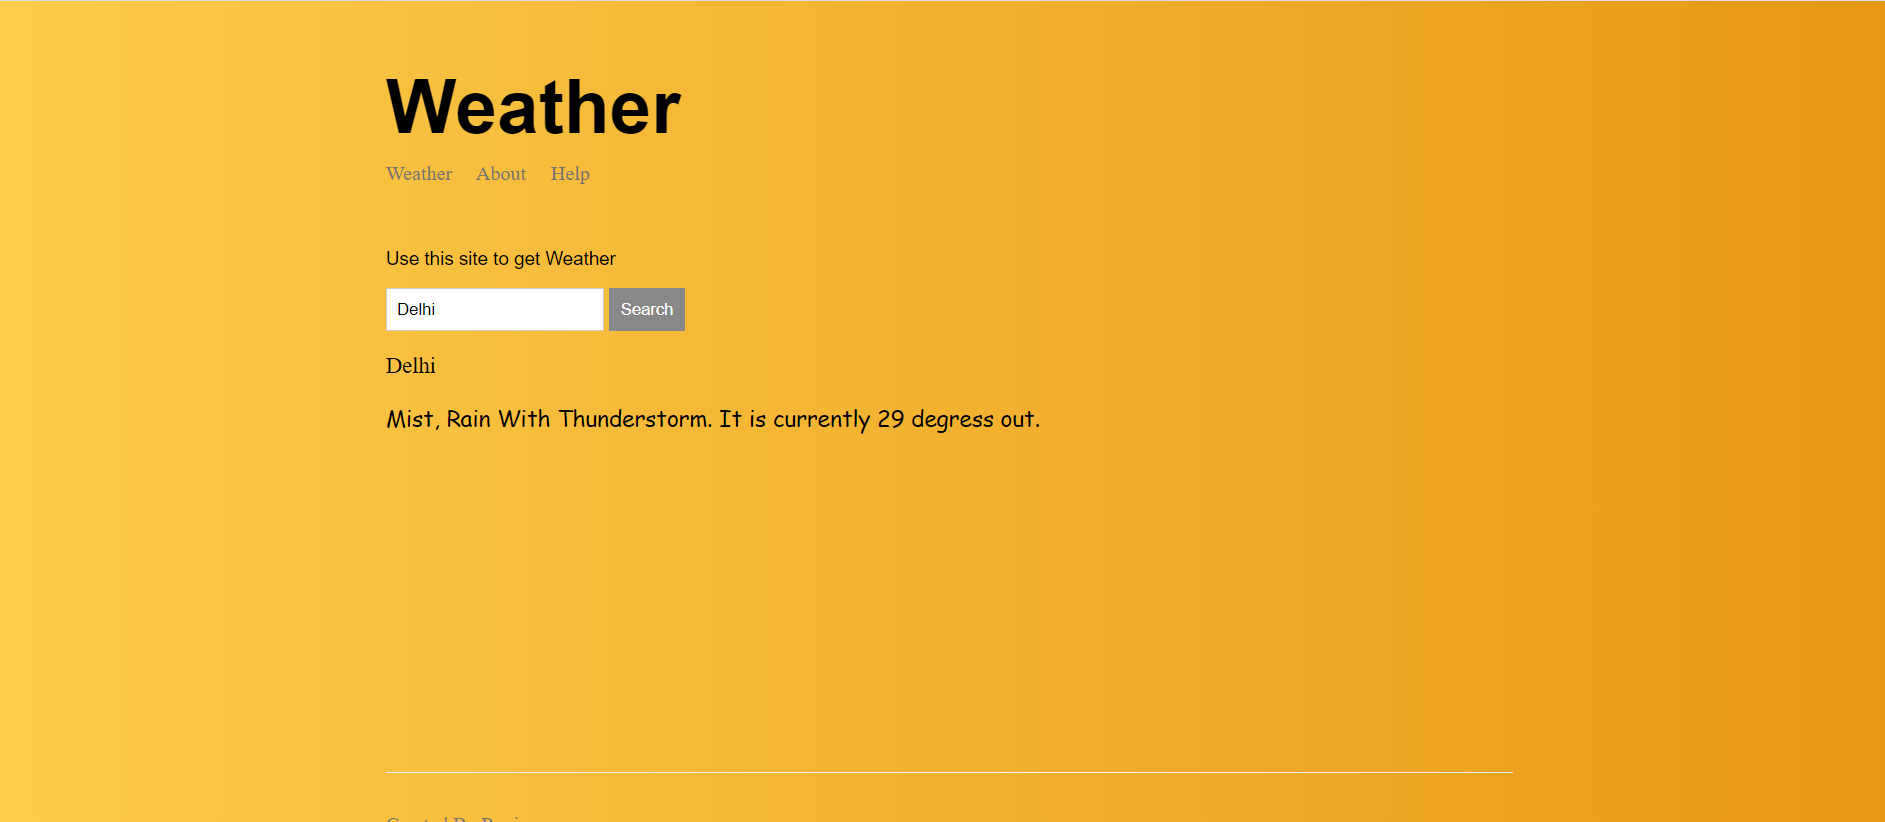 Weather
Weather About Help
Use this site to get Weather
Delhi Search
Delhi
Mist, Rain With Thunderstorm. It is currently 29 degress out.